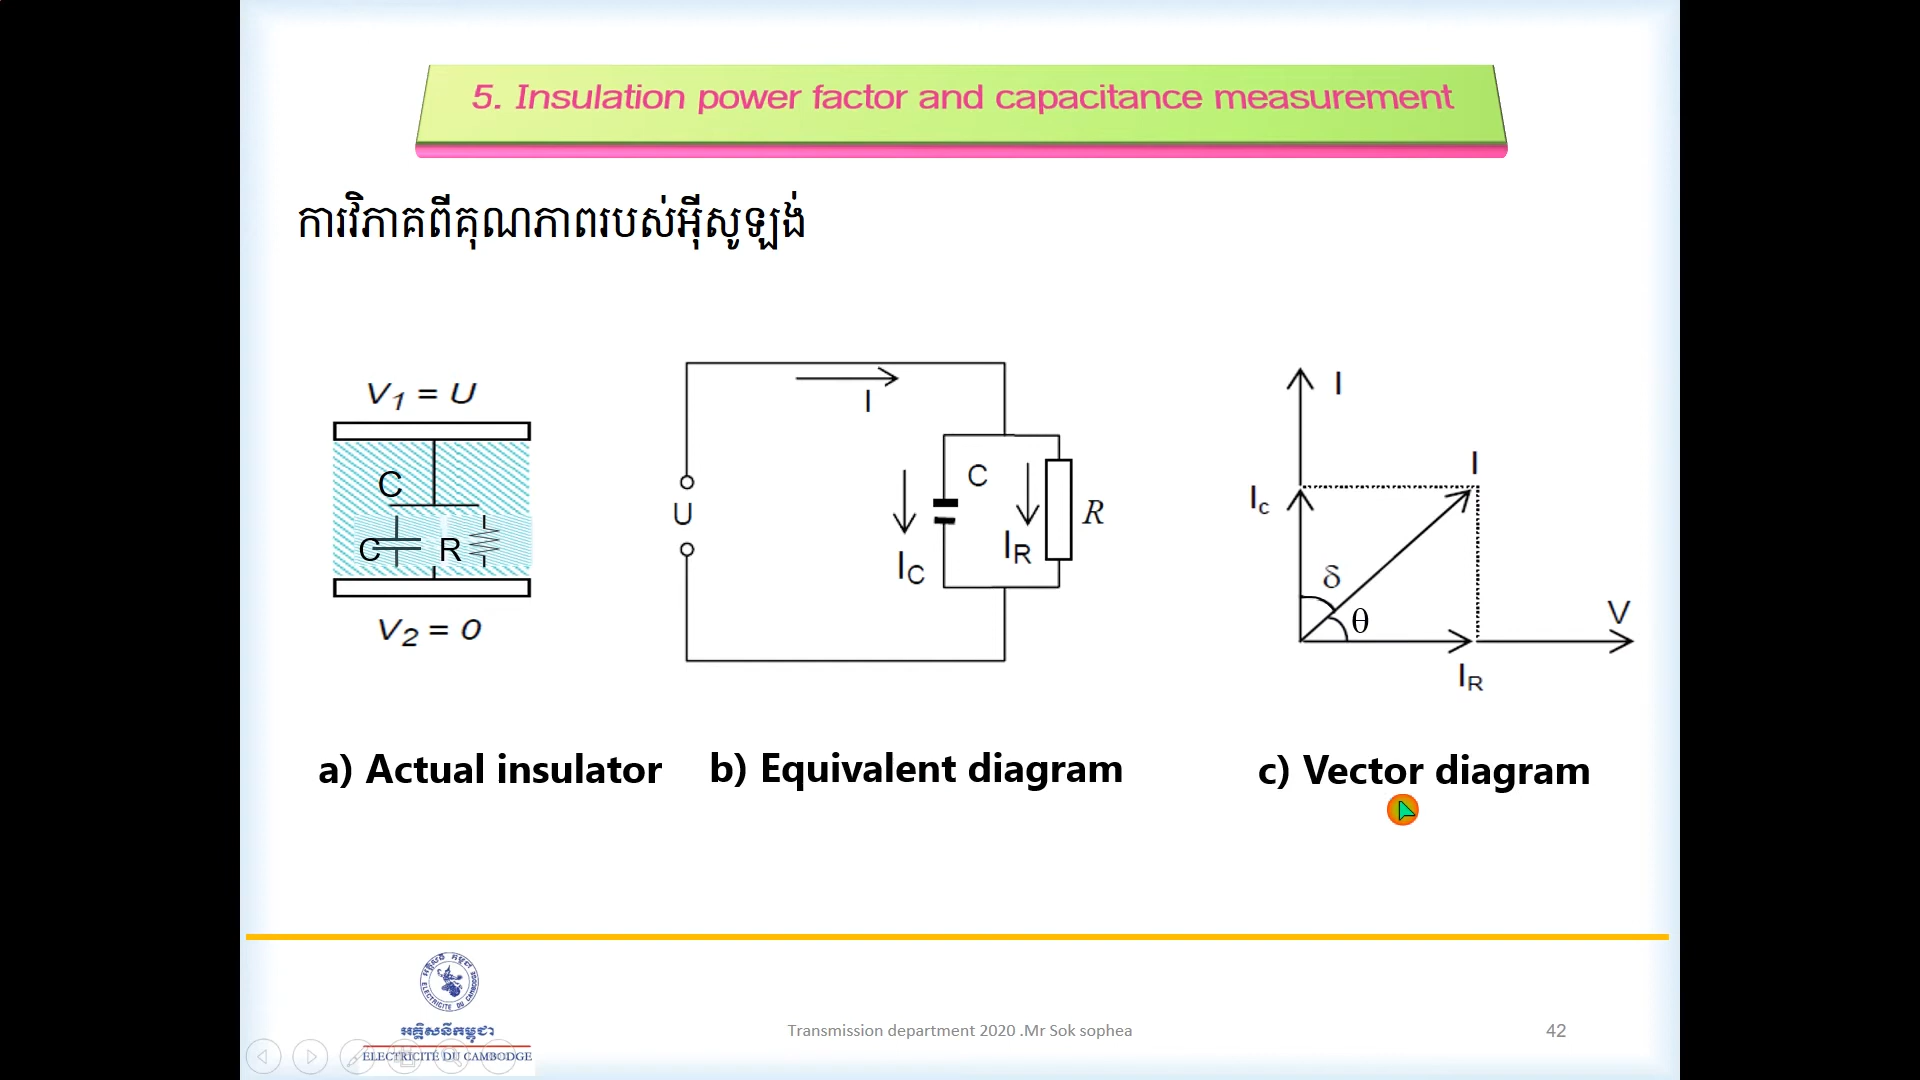 5. Insulation power factor and capacitance measurement
ការវិភាគពីគុណភាពរបស់អ៊ីសូឡង់
V1 = U
C
C R
V2 = 0
I
U
C
R
IC
IR
I
I
Ic
δ
θ
V
IR
a) Actual insulator
b) Equivalent diagram
c) Vector diagram
អគ្គិសនីកម្ពុជា
ELECTRICITE DU CAMBODGE
Transmission department 2020 .Mr Sok sophea
42